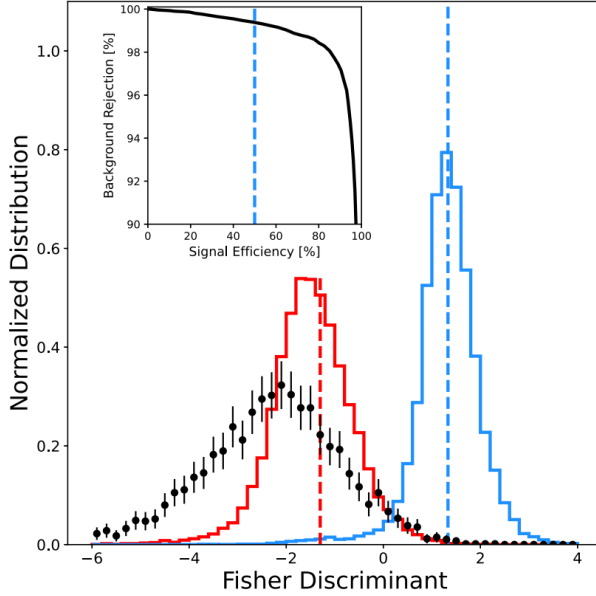 1.0
0.8
0.6
0.4
0.2
0.0
Normalized Distribution
−6 −4 −2 0 2 4
Fisher Discriminant
100
98
96
94
92
90
Background Rejection [%]
0 20 40 60 80 100
Signal Efficiency [%]